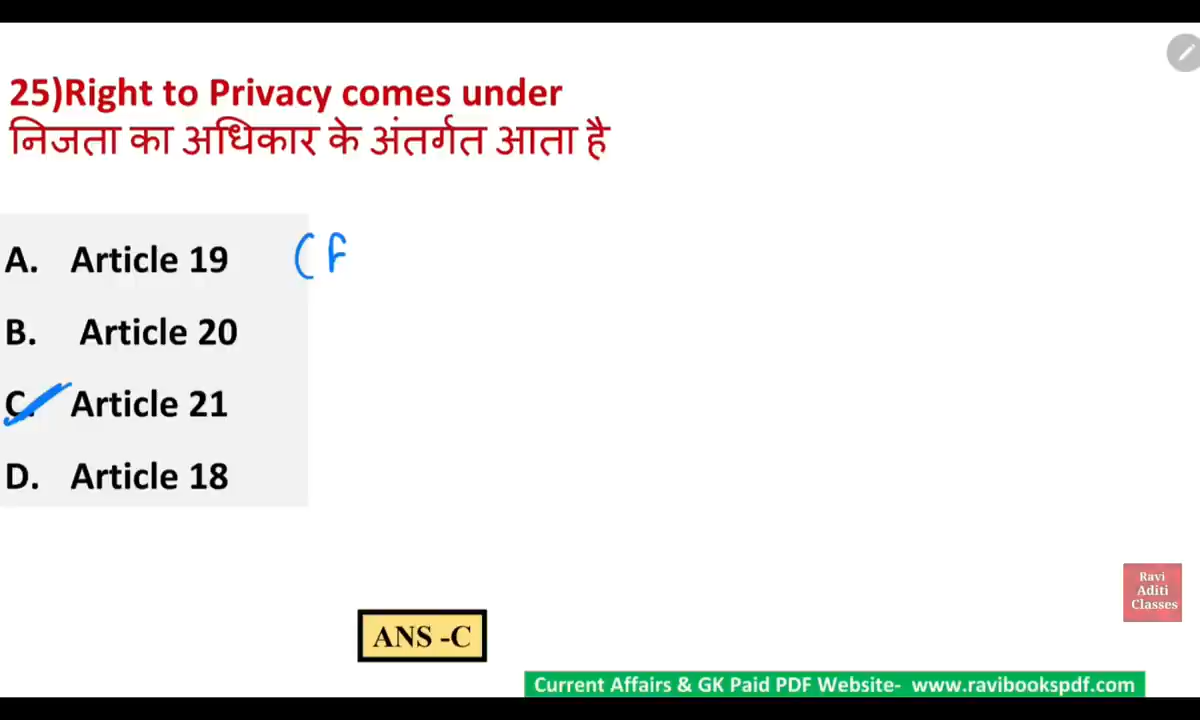 25)Right to Privacy comes under
निजता का अधिकार के अंतर्गत आता है
A. Article 19 (F
B. Article 20
C. Article 21
D. Article 18
Ravi
Aditi
Classes
ANS -C
Current Affairs & GK Paid PDF Website- www.ravibookspdf.com